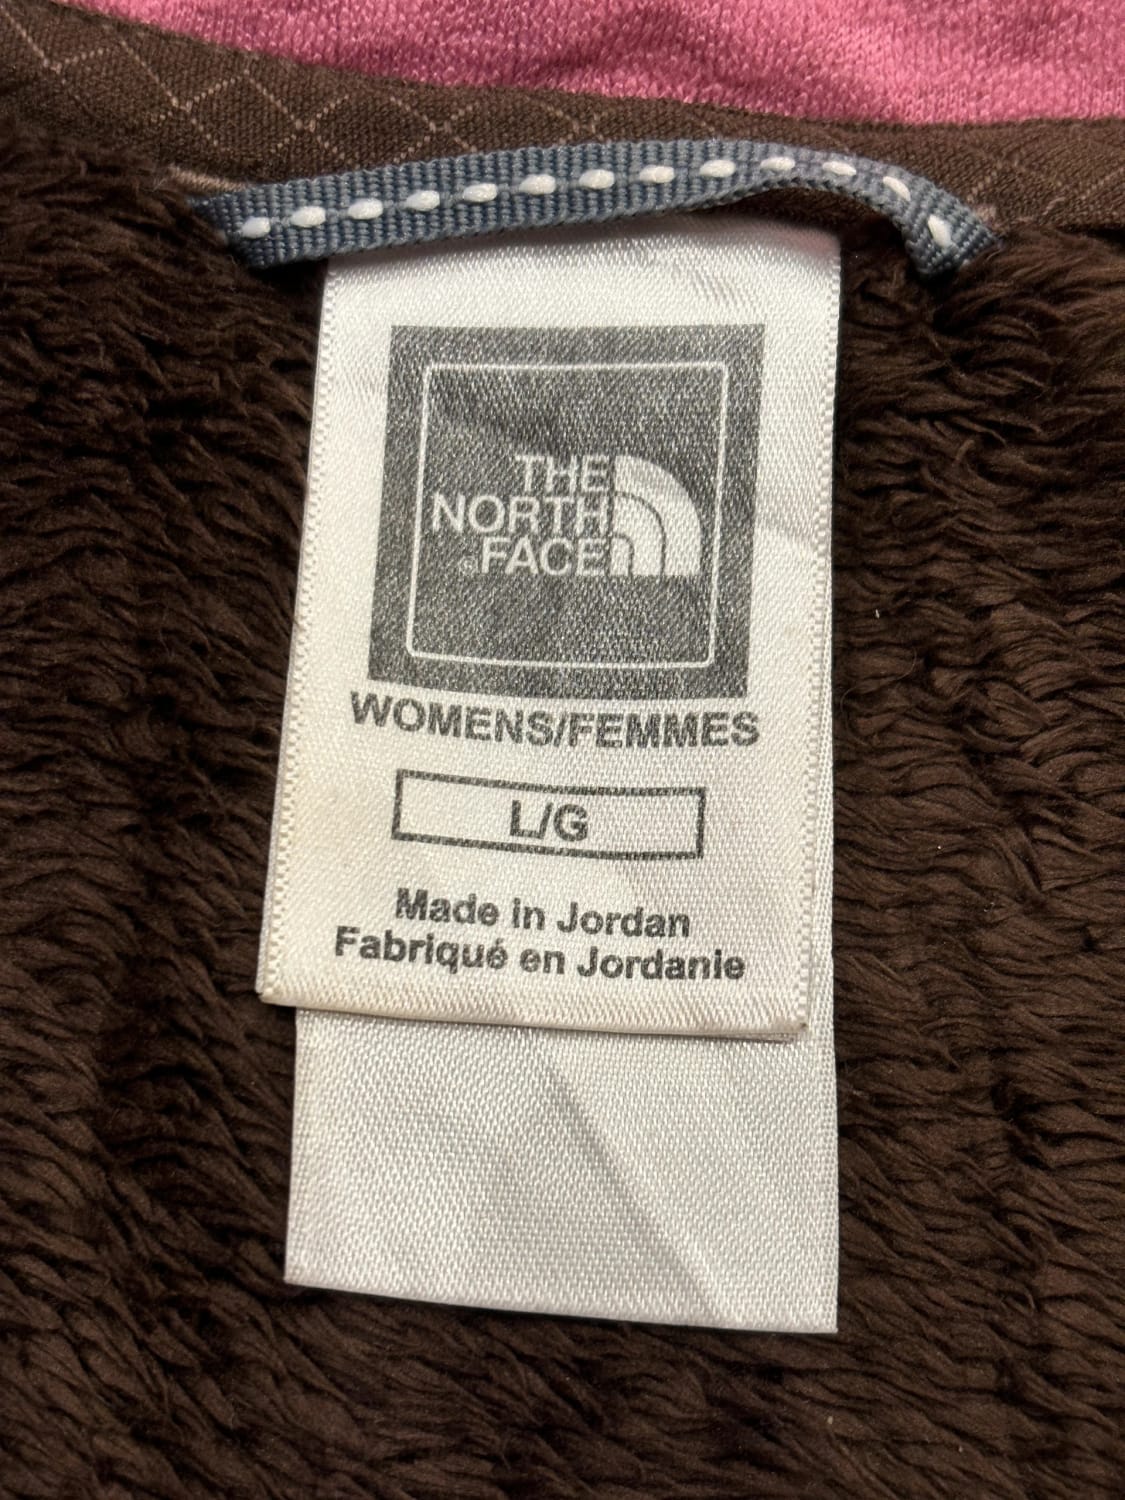 THE
NORTH
FACE
WOMENS/FEMMES
L/G
Made in Jordan
Fabriqué en Jordanie